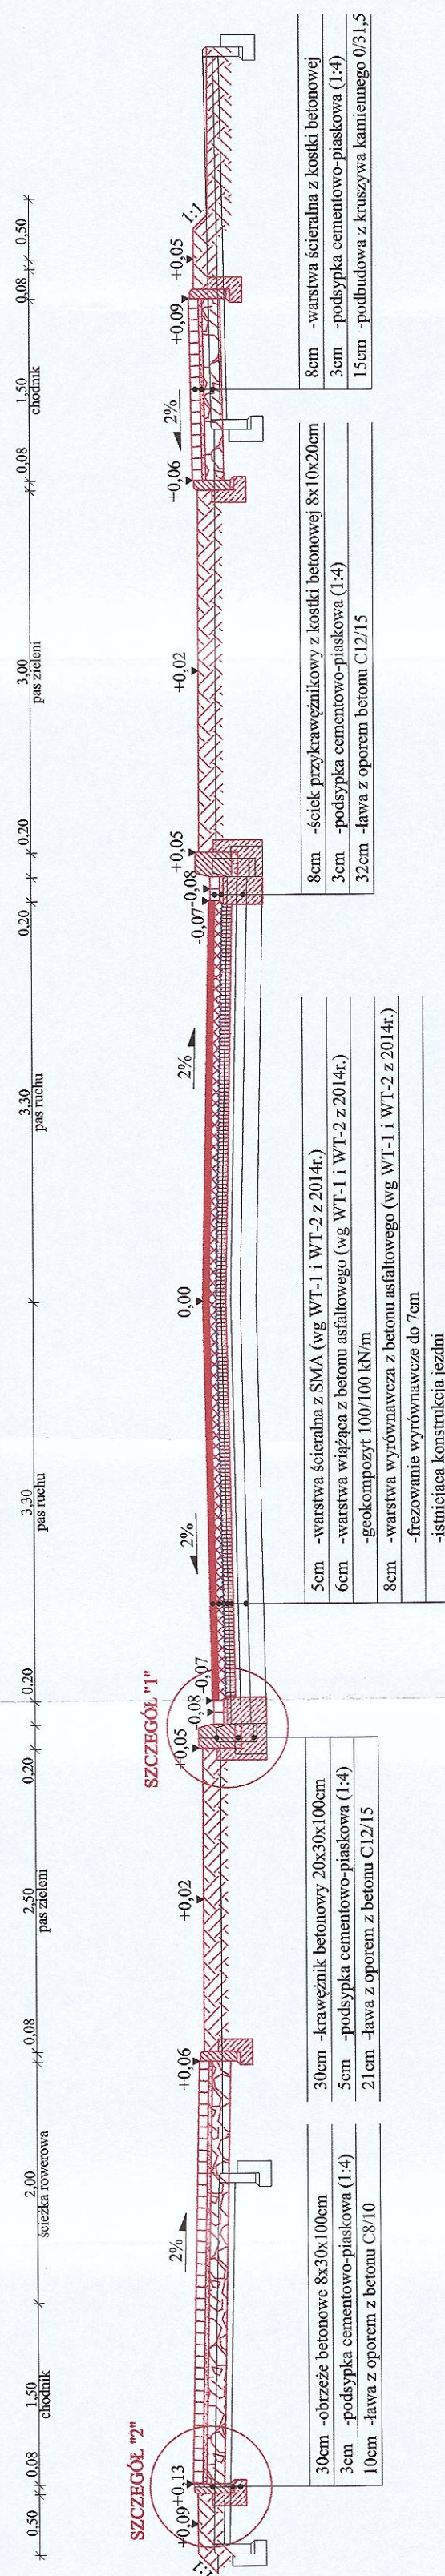 0,50
0,08
1,50
chodnik
2,00
ścieżka rowerowa
0,08
2,50
pas zieleni
0,20
0,20
3,30
pas ruchu
3,30
pas ruchu
0,20
0,20
3,00
pas zieleni
0,08
1,50
chodnik
0,08
0,50
SZCZEGÓŁ "2"
SZCZEGÓŁ "1"
1:1
+0,09
+0,13
2%
+0,06
+0,02
+0,05
-0,08
-0,07
2%
0,00
2%
-0,07
-0,08
+0,05
+0,02
+0,06
2%
+0,09
+0,05
1:1
30cm -obrzeże betonowe 8x30x100cm
3cm -podsypka cementowo-piaskowa (1:4)
10cm -ława z oporem z betonu C8/10
30cm -krawężnik betonowy 20x30x100cm
5cm -podsypka cementowo-piaskowa (1:4)
21cm -ława z oporem z betonu C12/15
5cm -warstwa ścieralna z SMA (wg WT-1 i WT-2 z 2014r.)
6cm -warstwa wiążąca z betonu asfaltowego (wg WT-1 i WT-2 z 2014r.)
-geokompozyt 100/100 kN/m
8cm -warstwa wyrównawcza z betonu asfaltowego (wg WT-1 i WT-2 z 2014r.)
-frezowanie wyrównawcze do 7cm
-istniejąca konstrukcja jezdni
8cm -ściek przykrawężnikowy z kostki betonowej 8x10x20cm
3cm -podsypka cementowo-piaskowa (1:4)
32cm -ława z oporem betonu C12/15
8cm -warstwa ścieralna z kostki betonowej
3cm -podsypka cementowo-piaskowa (1:4)
15cm -podbudowa z kruszywa kamiennego 0/31,5